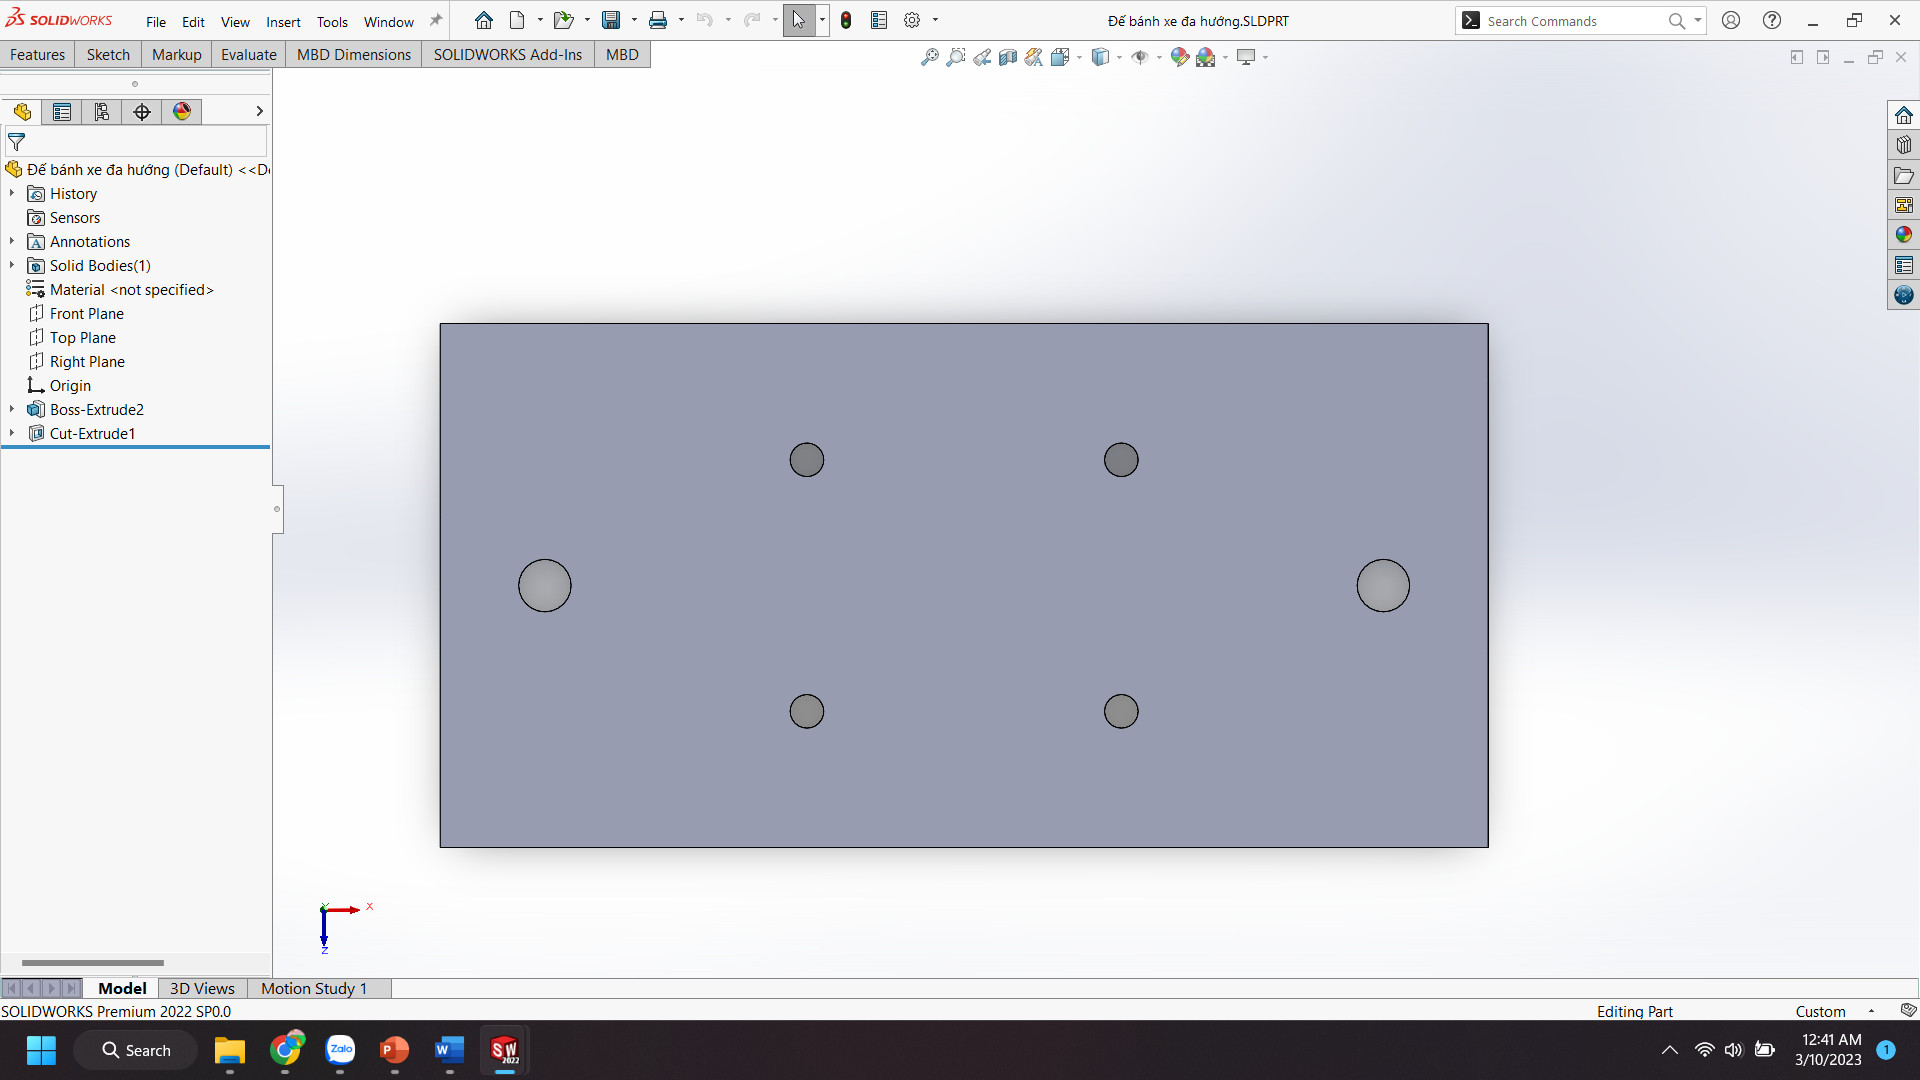 SOLIDWORKS File Edit View Insert Tools Window Đế bánh xe đa hướng.SLDPRT Search Commands
Features Sketch Markup Evaluate MBD Dimensions SOLIDWORKS Add-Ins MBD
Đế bánh xe đa hướng (Default) <<D
History
Sensors
Annotations
Solid Bodies(1)
Material <not specified>
Front Plane
Top Plane
Right Plane
Origin
Boss-Extrude2
Cut-Extrude1
Y X
Z
Model 3D Views Motion Study 1
SOLIDWORKS Premium 2022 SP0.0 Editing Part Custom
Search Zalo P W SW 2022 12:41 AM 1
3/10/2023